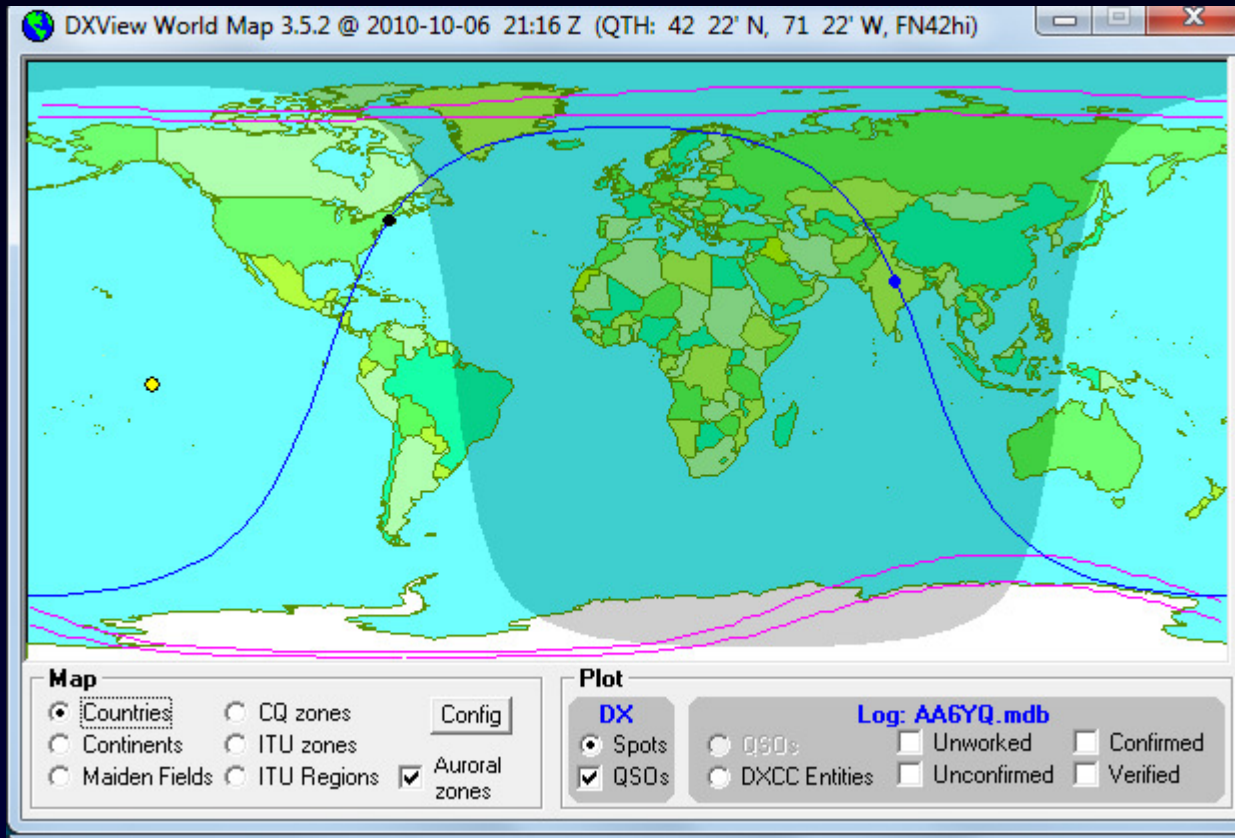 DXView World Map 3.5.2 @ 2010-10-06 21:16 Z (QTH: 42 22' N, 71 22' W, FN42hi)
Map
Countries
CQ zones
Config
Continents
ITU zones
Maiden Fields
ITU Regions
Auroral
zones
Plot
DX
Spots
QSOs
Log: AA6YQ.mdb
QSOs
Unworked
Confirmed
DXCC Entities
Unconfirmed
Verified